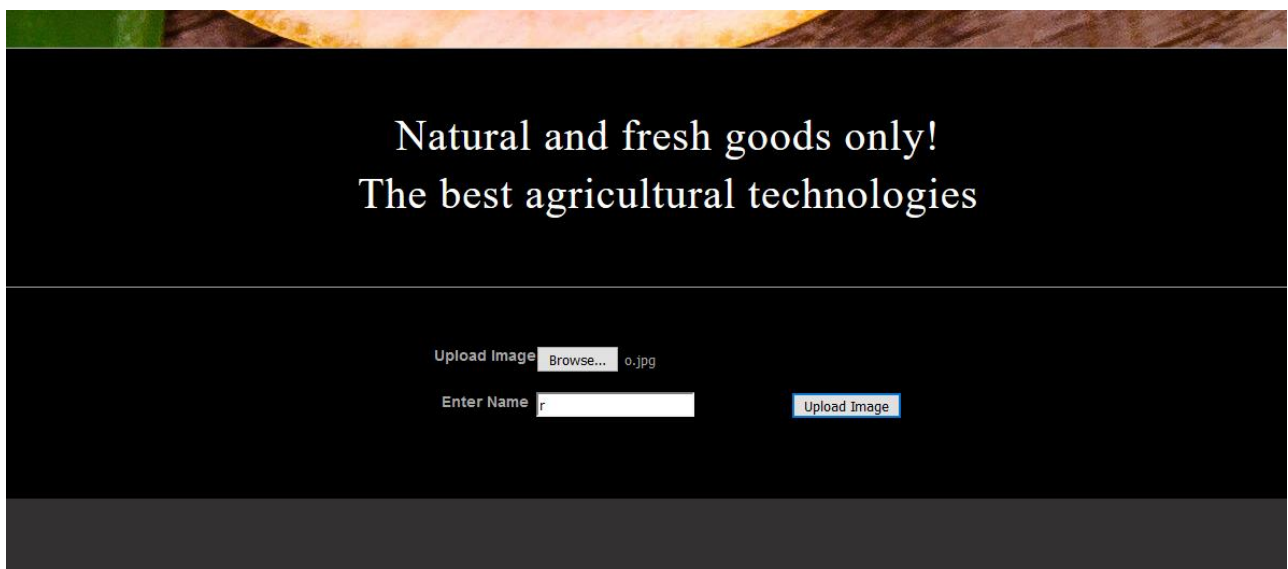 Natural and fresh goods only!
The best agricultural technologies
Upload Image Browse... o.jpg
Enter Name r Upload Image